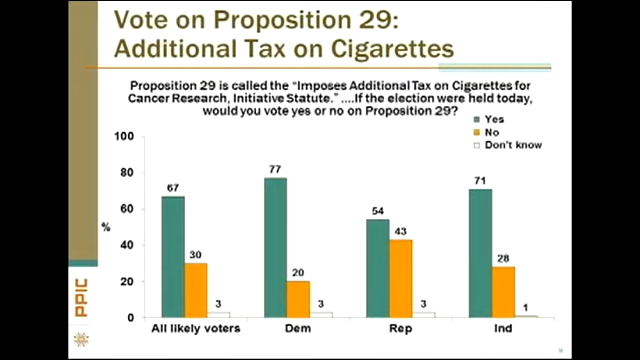 Vote on Proposition 29:
Additional Tax on Cigarettes
Proposition 29 is called the “Imposes Additional Tax on Cigarettes for
Cancer Research, Initiative Statute.” ....If the election were held today,
would you vote yes or no on Proposition 29?
Yes
No
Don't know
100
80
60
40
20
0
%
67
30
3
77
20
3
54
43
3
71
28
1
All likely voters
Dem
Rep
Ind
PPIC